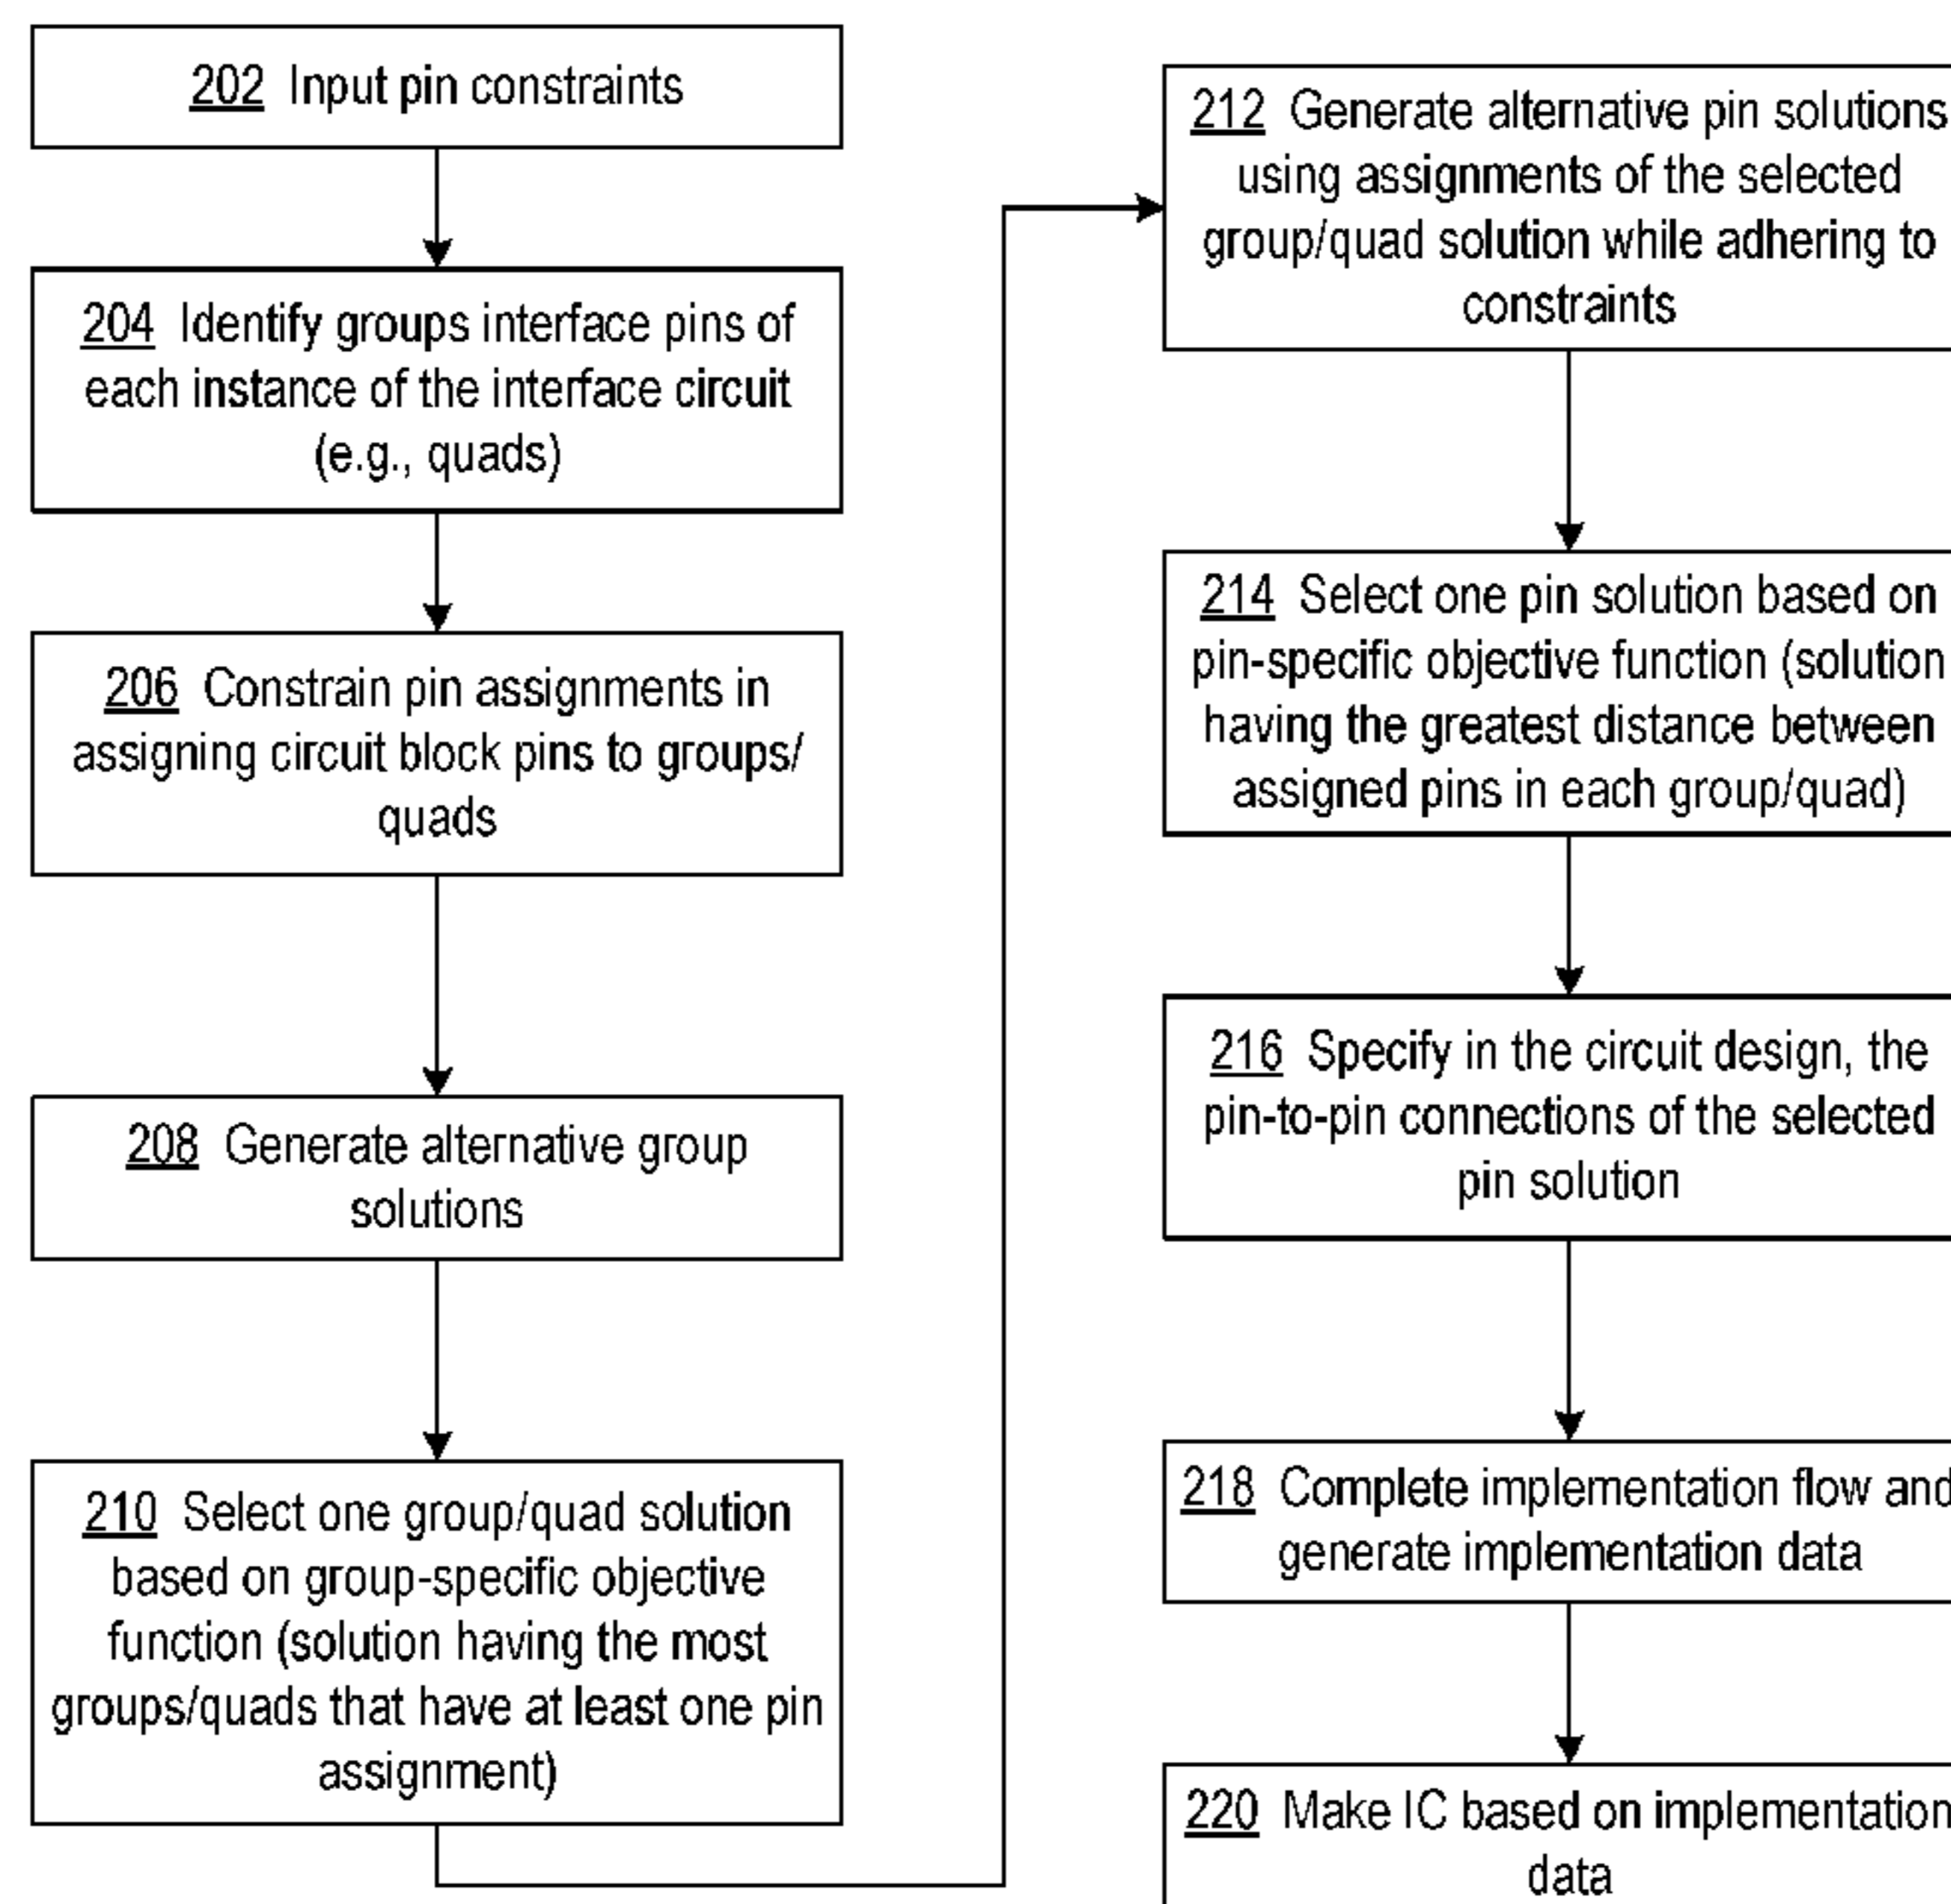 202 Input pin constraints
204 Identify groups interface pins of
each instance of the interface circuit
(e.g., quads)
206 Constrain pin assignments in
assigning circuit block pins to groups/
quads
208 Generate alternative group
solutions
210 Select one group/quad solution
based on group-specific objective
function (solution having the most
groups/quads that have at least one pin
assignment)
212 Generate alternative pin solutions
using assignments of the selected
group/quad solution while adhering to
constraints
214 Select one pin solution based on
pin-specific objective function (solution
having the greatest distance between
assigned pins in each group/quad)
216 Specify in the circuit design, the
pin-to-pin connections of the selected
pin solution
218 Complete implementation flow and
generate implementation data
220 Make IC based on implementation
data